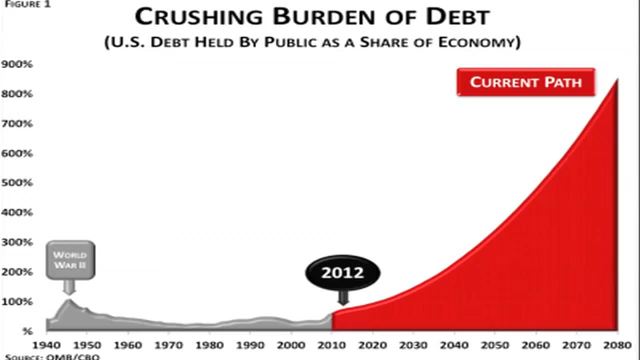 FIGURE 1
CRUSHING BURDEN OF DEBT
(U.S. DEBT HELD BY PUBLIC AS A SHARE OF ECONOMY)
900%
800%
700%
600%
500%
400%
300%
200%
100%
%
CURRENT PATH
WORLD
WAR II
2012
1940 1950 1960 1970 1980 1990 2000 2010 2020 2030 2040 2050 2060 2070 2080
SOURCE: OMB/CBO